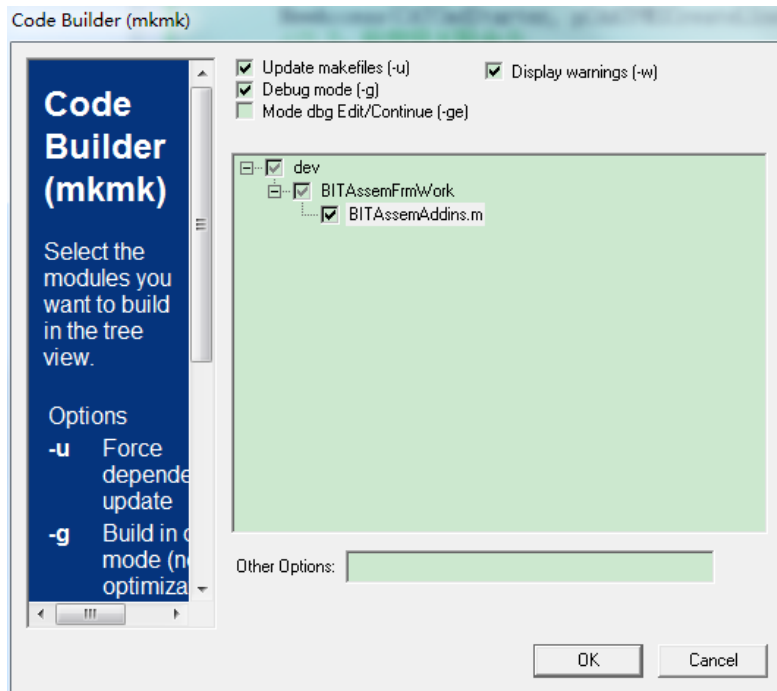 Code Builder (mkmk)
Code
Builder
(mkmk)
Select the
modules you
want to build
in the tree
view.
Options
-u Force
depende
update
-g Build in
mode (n
optimiza
Update makefiles (-u)
Display warnings (-w)
Debug mode (-g)
Mode dbg Edit/Continue (-ge)
dev
BITAssemFrmWork
BITAssemAddins.m
Other Options:
OK
Cancel